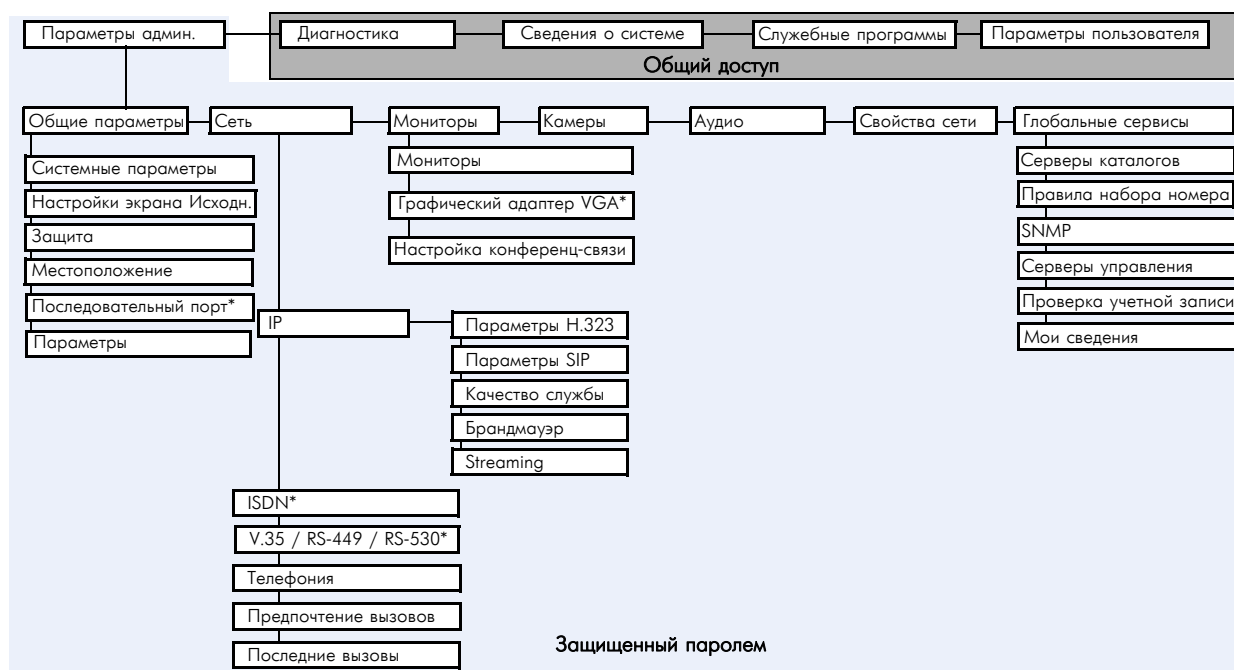 Параметры админ.
Диагностика
Сведения о системе
Служебные программы
Параметры пользователя
Общий доступ
Общие параметры
Сеть
Мониторы
Камеры
Аудио
Свойства сети
Глобальные сервисы
Системные параметры
Настройки экрана Исходн.
Защита
Местоположение
Последовательный порт*
Параметры
Мониторы
Графический адаптер VGA*
Настройка конференц-связи
Серверы каталогов
Правила набора номера
SNMP
Серверы управления
Проверка учетной записи
Мои сведения
IP
Параметры H.323
Параметры SIP
Качество службы
Брандмауэр
Streaming
ISDN*
V.35 / RS-449 / RS-530*
Телефония
Предпочтение вызовов
Последние вызовы
Защищенный паролем